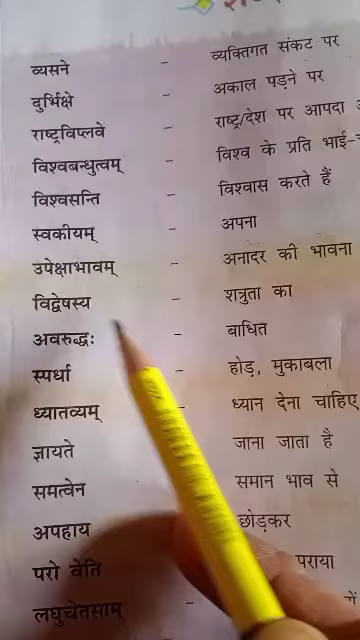 व्यसने - व्यक्तिगत संकट पर
दुर्भिक्षे - अकाल पड़ने पर
राष्ट्रविप्लवे - राष्ट्र/देश पर आपदा
विश्वबन्धुत्वम् - विश्व के प्रति भाई-
विश्वसन्ति - विश्वास करते हैं
स्वकीयम् - अपना
उपेक्षाभावम् - अनादर की भावना
विद्वेषस्य - शत्रुता का
अवरुद्धः - बाधित
स्पर्धा - होड़, मुकाबला
ध्यातव्यम् - ध्यान देना चाहिए
ज्ञायते जाना जाता है
समत्वेन समान भाव से
अपहाय छोड़कर
परो वेति पराया
लघुचेतसाम् -